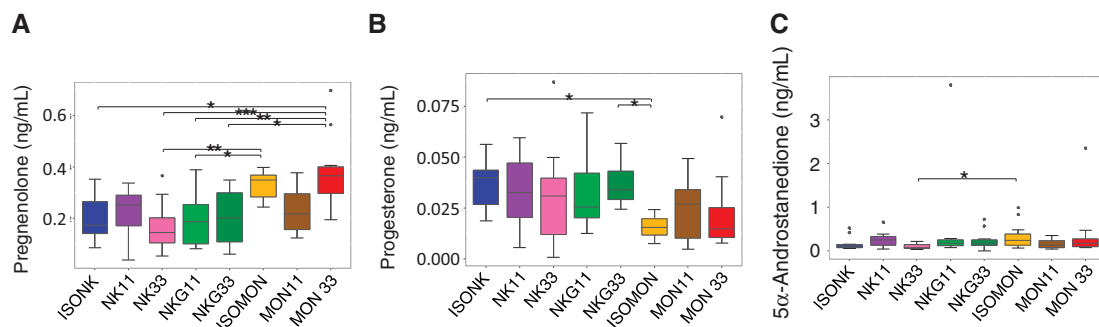 A
Pregnenolone (ng/mL)
0.6
0.4
0.2
*
***
**
*
**
*
ISONK
NK11
NK33
NKG11
NKG33
ISOMON
MON11
MON 33
B
Progesterone (ng/mL)
0.075
0.050
0.025
0.000
*
*
ISONK
NK11
NK33
NKG11
NKG33
ISOMON
MON11
MON 33
C
5α-Androstanedione (ng/mL)
3
2
1
0
*
ISONK
NK11
NK33
NKG11
NKG33
ISOMON
MON11
MON 33